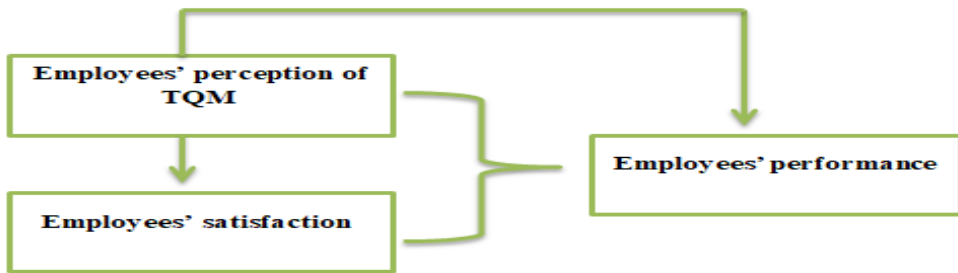 Employees’ perception of
TQM
Employees’ satisfaction
Employees’ performance